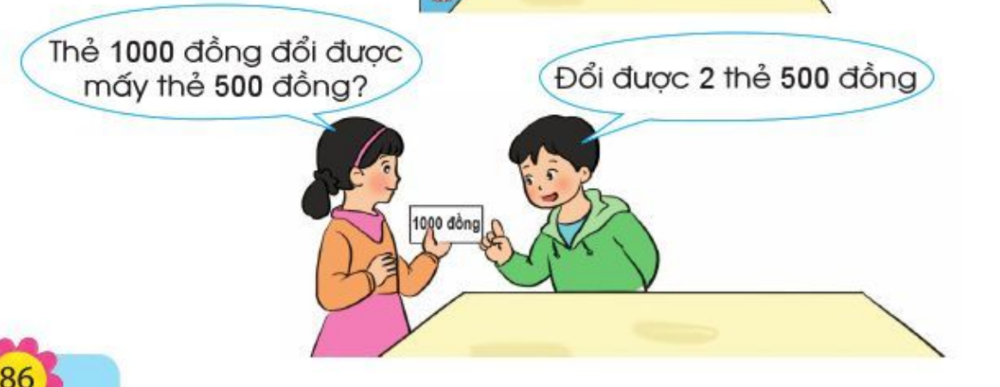 Thẻ 1000 đồng đổi được
mấy thẻ 500 đồng?
Đổi được 2 thẻ 500 đồng
1000 đồng
86